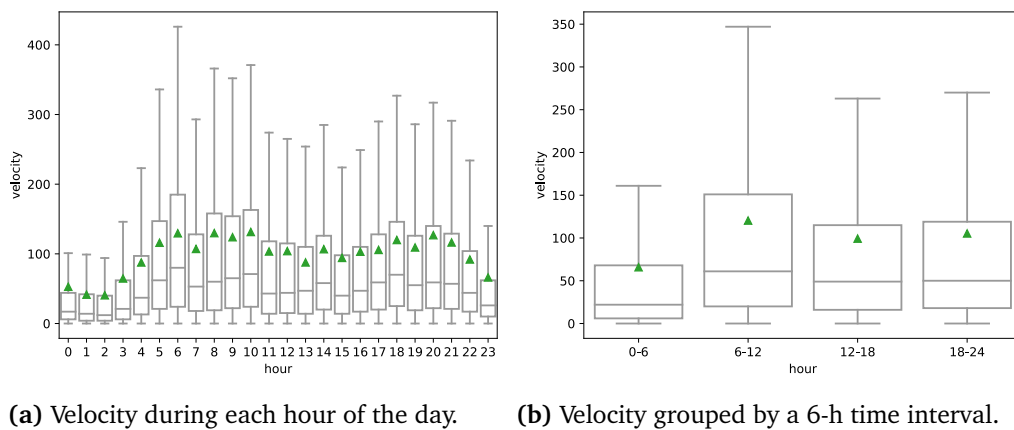 400
300
200
100
0
velocity
0 1 2 3 4 5 6 7 8 9 10 11 12 13 14 15 16 17 18 19 20 21 22 23
hour
350
300
250
200
150
100
50
0
velocity
0-6 6-12 12-18 18-24
hour
(a) Velocity during each hour of the day.
(b) Velocity grouped by a 6-h time interval.